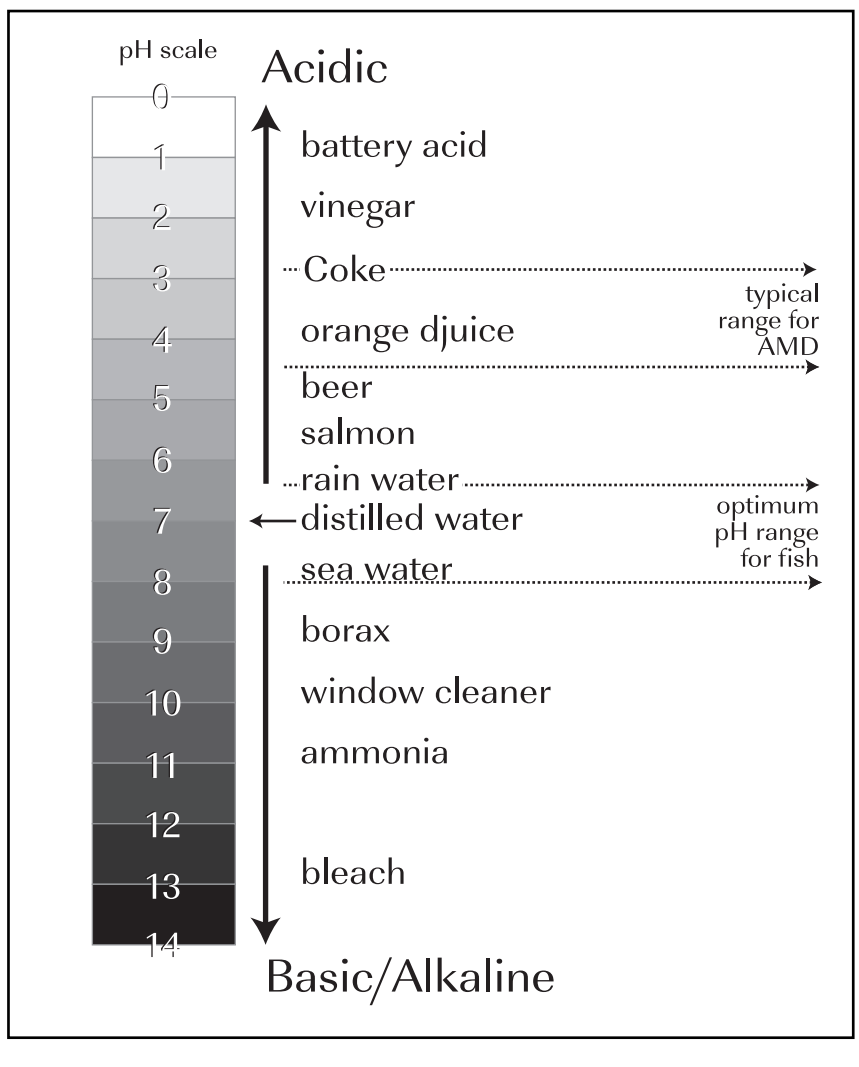 pH scale
Acidic
0
battery acid
1
vinegar
2
Coke
3
typical
range for
AMD
orange djuice
4
beer
5
salmon
6
rain water
optimum
pH range
for fish
7
distilled water
sea water
8
borax
9
window cleaner
10
ammonia
11
12
bleach
13
14
Basic/Alkaline